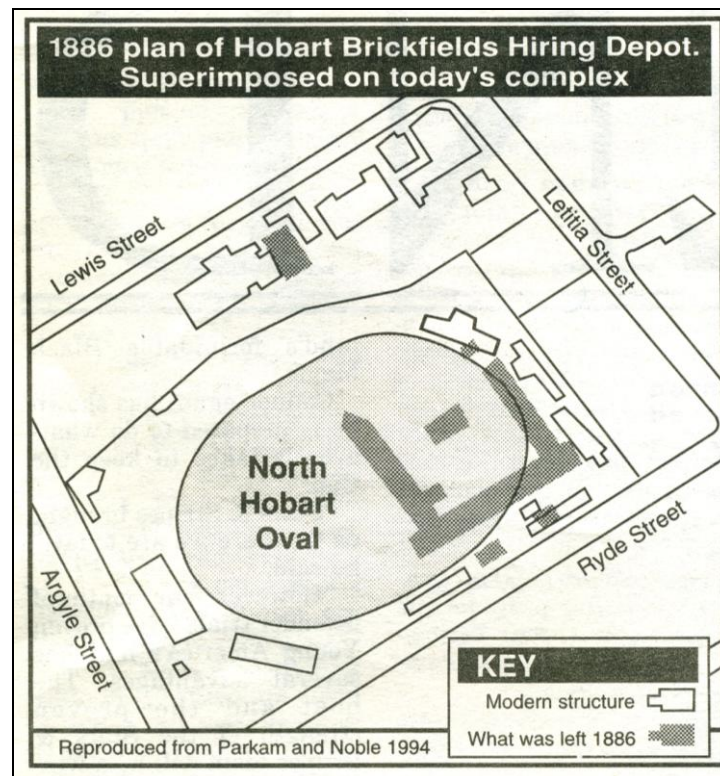 1886 plan of Hobart Brickfields Hiring Depot.
Superimposed on today's complex
Lewis Street
Letitia Street
North
Hobart
Oval
Argyle Street
Ryde Street
KEY
Modern structure
What was left 1886
Reproduced from Parkam and Noble 1994